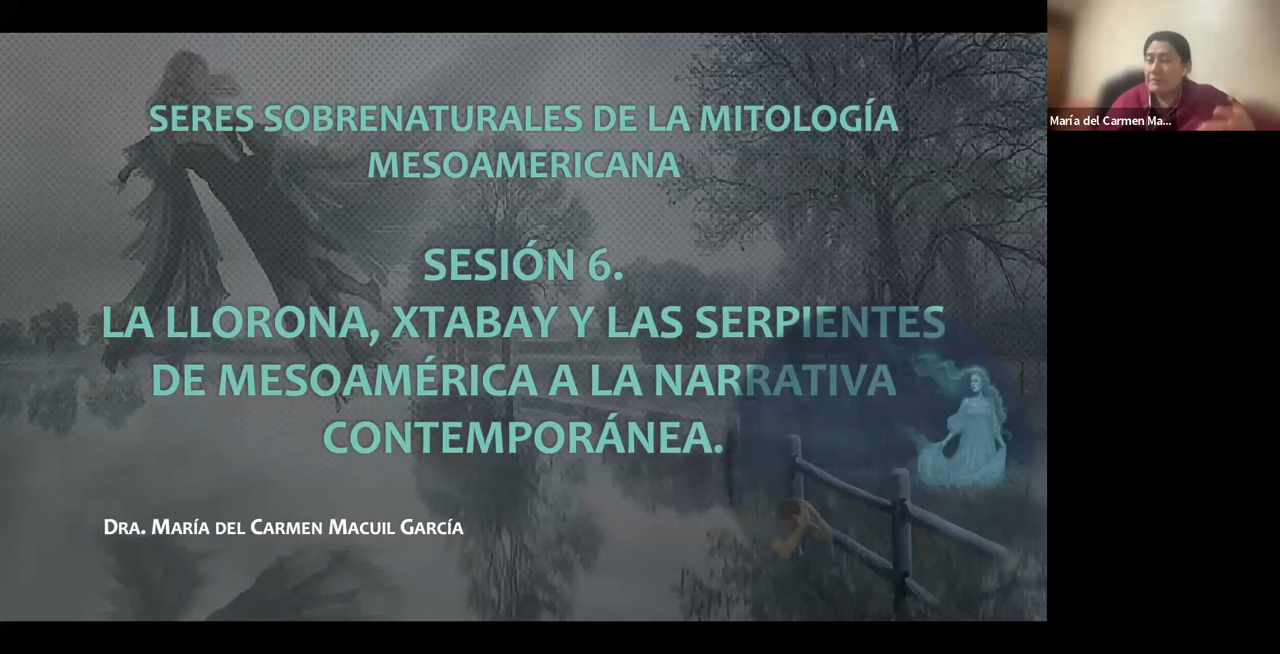 SERES SOBRENATURALES DE LA MITOLOGÍA
MESOAMERICANA
SESIÓN 6.
LA LLORONA, XTABAY Y LAS SERPIENTES
DE MESOAMÉRICA A LA NARRATIVA
CONTEMPORÁNEA.
DRA. MARÍA DEL CARMEN MACUIL GARCÍA
María del Carmen Ma...